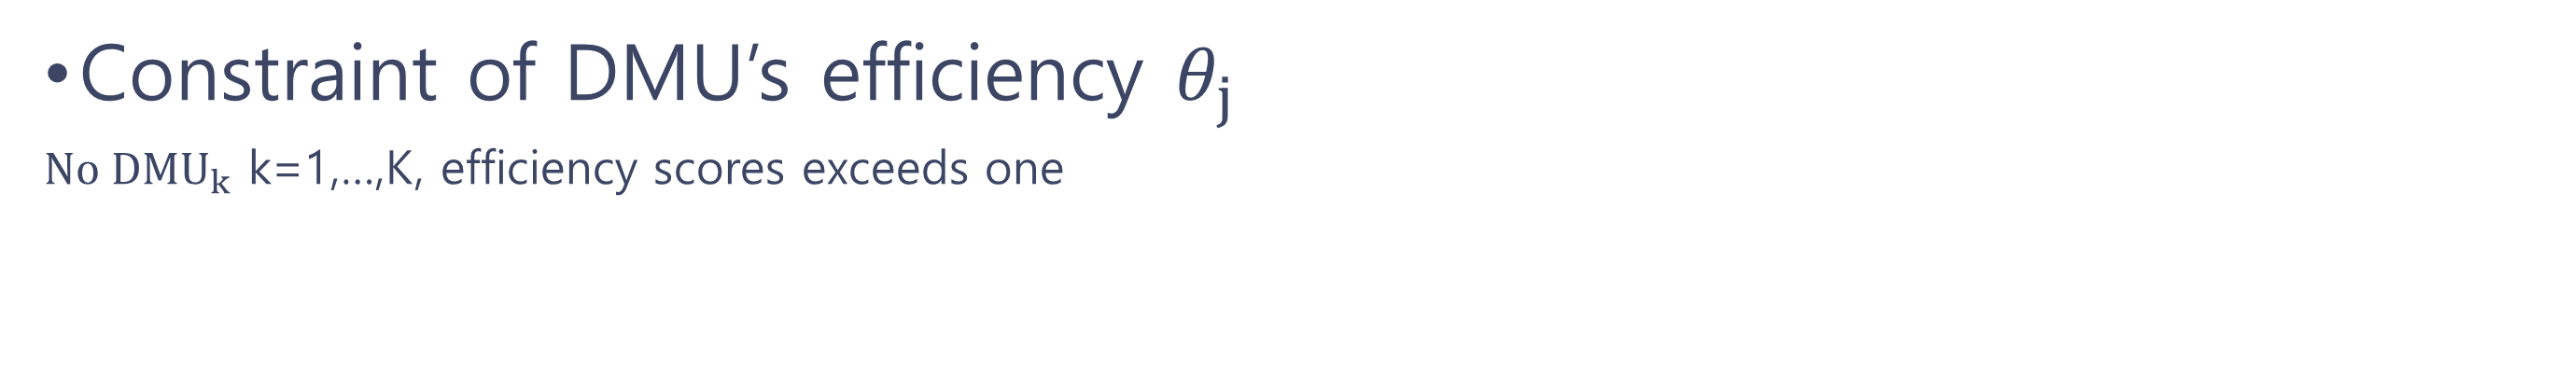 •Constraint of DMU’s efficiency θj
No DMUk k=1,…,K, efficiency scores exceeds one